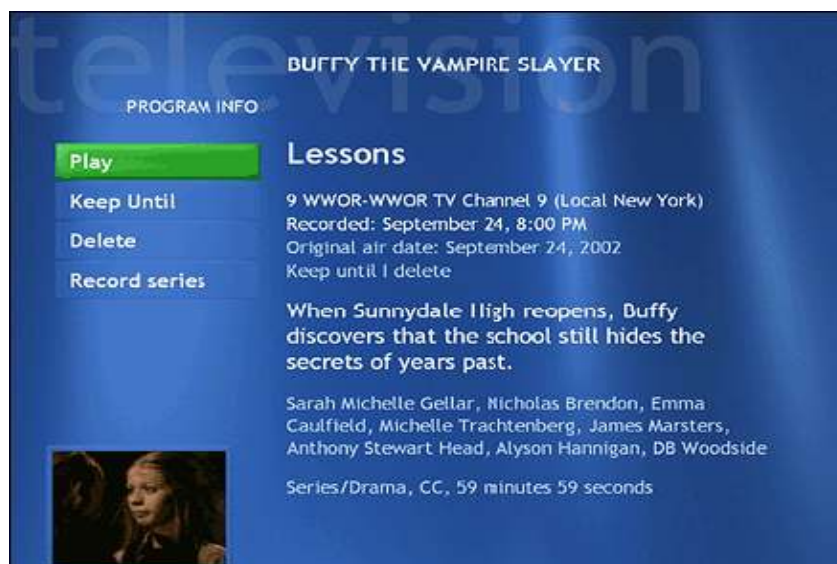 television
BUFFY THE VAMPIRE SLAYER
PROGRAM INFO
Play
Keep Until
Delete
Record series
Lessons
9 WWOR-WWOR TV Channel 9 (Local New York)
Recorded: September 24, 8:00 PM
Original air date: September 24, 2002
Keep until I delete
When Sunnydale High reopens, Buffy
discovers that the school still hides the
secrets of years past.
Sarah Michelle Gellar, Nicholas Brendon, Emma
Caulfield, Michelle Trachtenberg, James Marsters,
Anthony Stewart Head, Alyson Hannigan, DB Woodside
Series/Drama, CC, 59 minutes 59 seconds